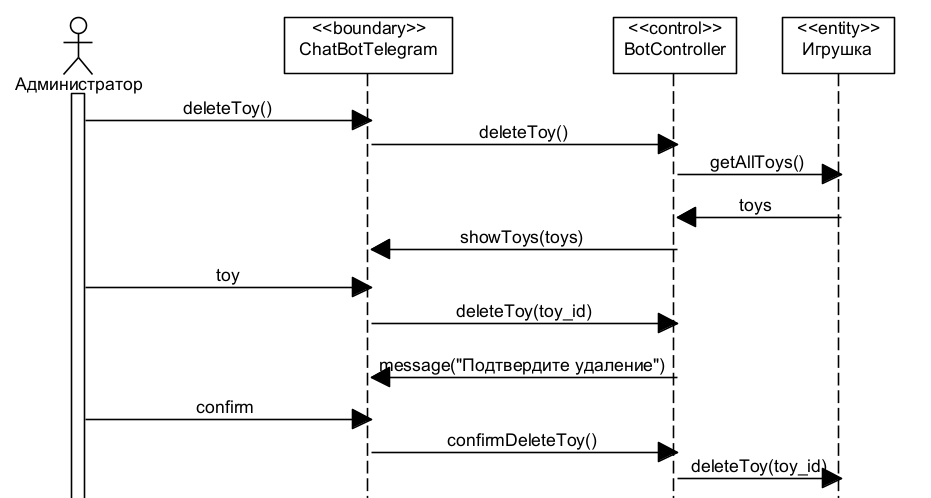 <<boundary>>
ChatBotTelegram
<<control>>
BotController
<<entity>>
Игрушка
Администратор
deleteToy()
deleteToy()
getAllToys()
toys
showToys(toys)
toy
deleteToy(toy_id)
message("Подтвердите удаление")
confirm
confirmDeleteToy()
deleteToy(toy_id)